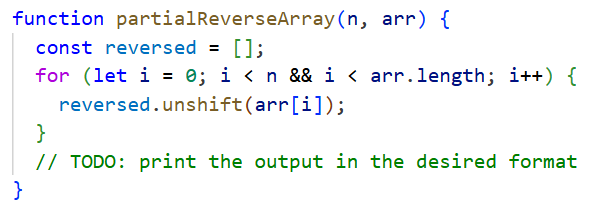 function partialReverseArray(n, arr) {
  const reversed = [];
  for (let i = 0; i < n && i < arr.length; i++) {
    reversed.unshift(arr[i]);
  }
  // TODO: print the output in the desired format
}